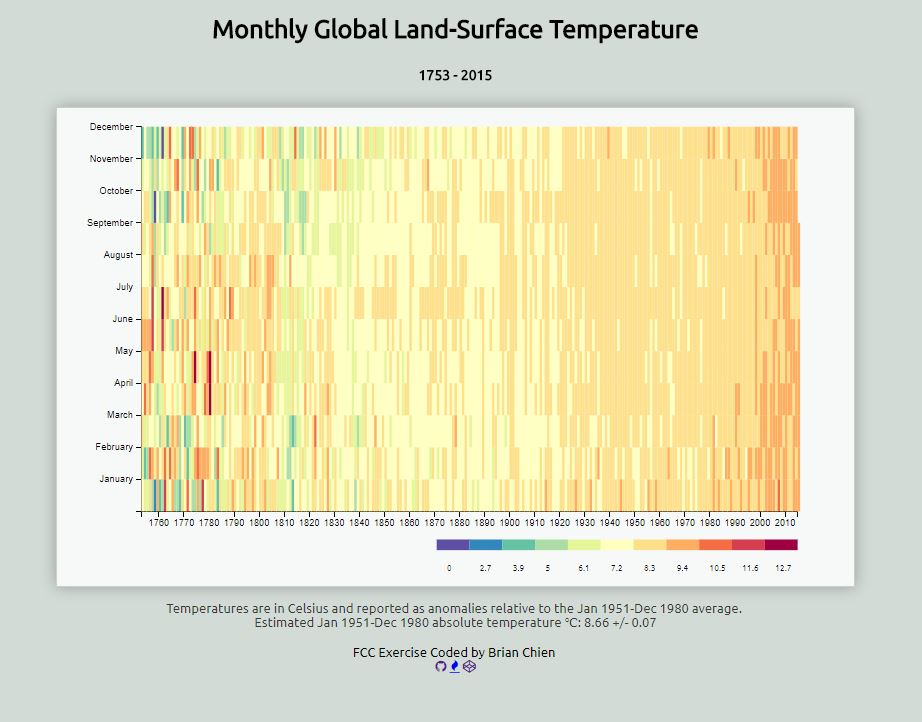 Monthly Global Land-Surface Temperature
1753 - 2015
December
November
October
September
August
July
June
May
April
March
February
January
1760 1770 1780 1790 1800 1810 1820 1830 1840 1850 1860 1870 1880 1890 1900 1910 1920 1930 1940 1950 1960 1970 1980 1990 2000 2010
0 2.7 3.9 5 6.1 7.2 8.3 9.4 10.5 11.6 12.7
Temperatures are in Celsius and reported as anomalies relative to the Jan 1951-Dec 1980 average.
Estimated Jan 1951-Dec 1980 absolute temperature °C: 8.66 +/- 0.07
FCC Exercise Coded by Brian Chien